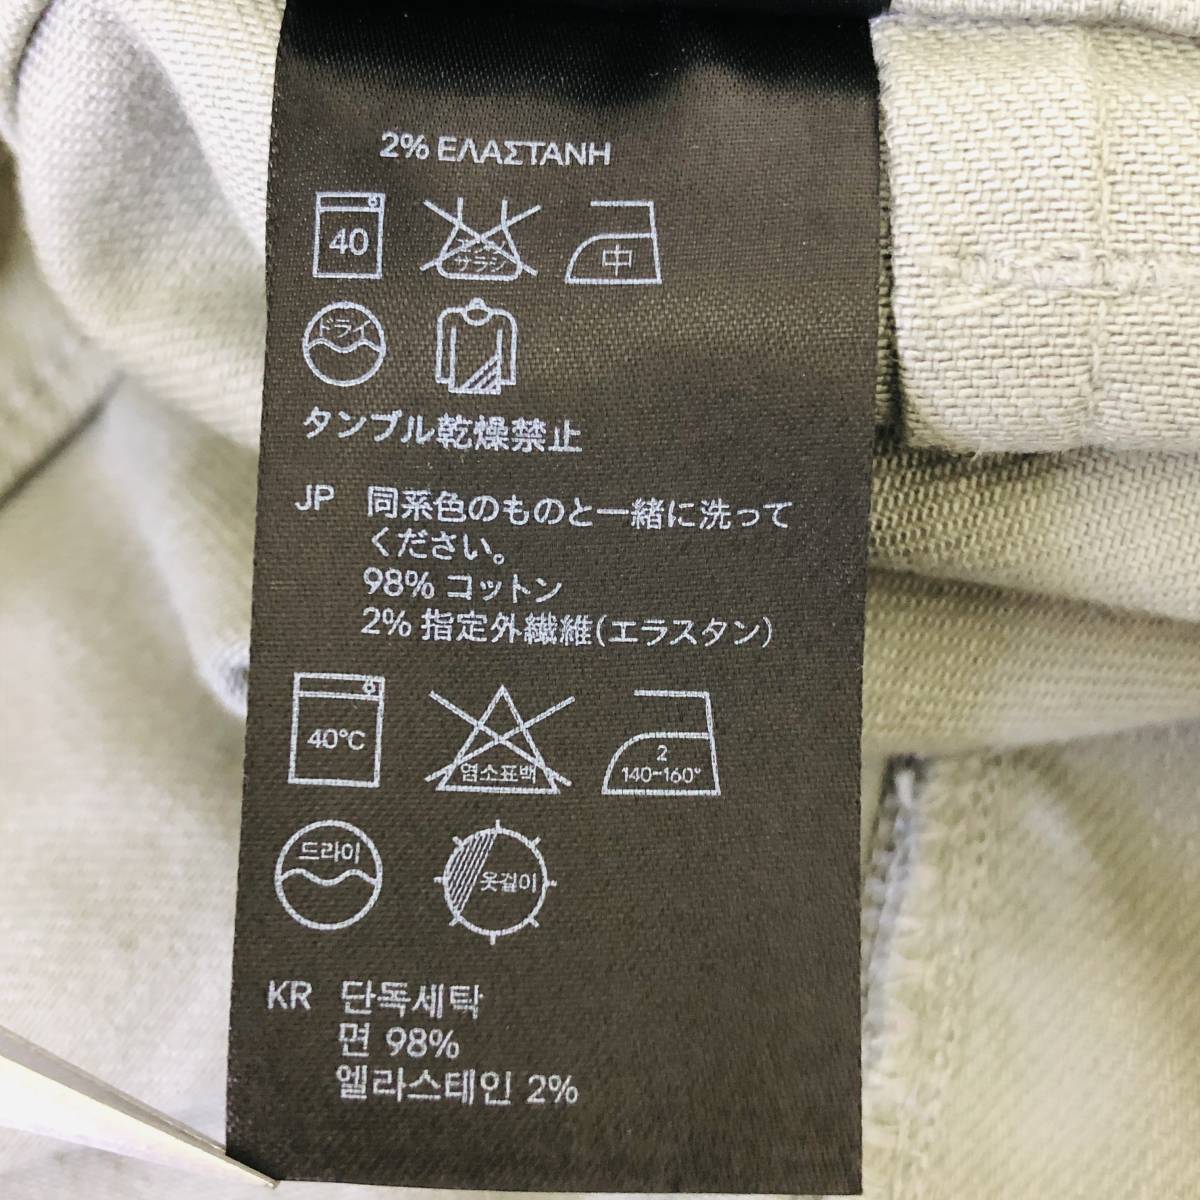 2% ΕΛΑΣΤΑΝΗ
40
サラシ
中
ドライ
タンブル乾燥禁止
JP 同系色のものと一緒に洗って
ください。
98% コットン
2% 指定外繊維(エラスタン)
40°C
염소표백
2
140~160°
드라이
옷걸이
KR 단독세탁
면 98%
엘라스테인 2%